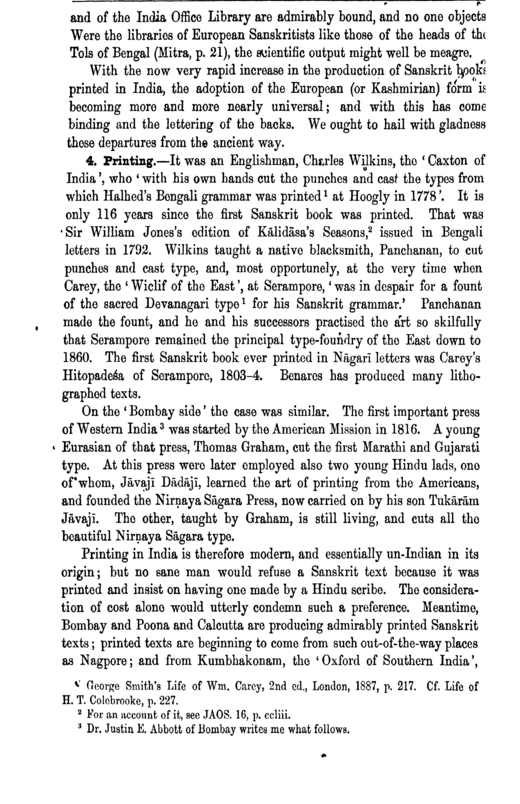 and of the India Office Library are admirably bound, and no one objects
Were the libraries of European Sanskritists like those of the heads of the
Tols of Bengal (Mitra, p. 21), the scientific output might well be meagre.
With the now very rapid increase in the production of Sanskrit books
printed in India, the adoption of the European (or Kashmirian) form is
becoming more and more nearly universal; and with this has come
binding and the lettering of the backs. We ought to hail with gladness
these departures from the ancient way.
4. Printing.—It was an Englishman, Charles Wilkins, the ‘Caxton of
India’, who ‘with his own hands cut the punches and cast the types from
which Halhed’s Bengali grammar was printed¹ at Hoogly in 1778’. It is
only 116 years since the first Sanskrit book was printed. That was
Sir William Jones’s edition of Kālidāsa’s Seasons,² issued in Bengali
letters in 1792. Wilkins taught a native blacksmith, Panchanan, to cut
punches and cast type, and, most opportunely, at the very time when
Carey, the ‘Wiclif of the East’, at Serampore, ‘was in despair for a fount
of the sacred Devanagari type¹ for his Sanskrit grammar.’ Panchanan
made the fount, and he and his successors practised the art so skilfully
that Serampore remained the principal type-foundry of the East down to
1860. The first Sanskrit book ever printed in Nāgarī letters was Carey’s
Hitopadeśa of Serampore, 1803-4. Benares has produced many litho-
graphed texts.
On the ‘Bombay side’ the case was similar. The first important press
of Western India³ was started by the American Mission in 1816. A young
Eurasian of that press, Thomas Graham, cut the first Marathi and Gujarati
type. At this press were later employed also two young Hindu lads, one
of whom, Jāvajī Dādājī, learned the art of printing from the Americans,
and founded the Nirṇaya Sāgara Press, now carried on by his son Tukārām
Jāvajī. The other, taught by Graham, is still living, and cuts all the
beautiful Nirṇaya Sāgara type.
Printing in India is therefore modern, and essentially un-Indian in its
origin; but no sane man would refuse a Sanskrit text because it was
printed and insist on having one made by a Hindu scribe. The considera-
tion of cost alone would utterly condemn such a preference. Meantime,
Bombay and Poona and Calcutta are producing admirably printed Sanskrit
texts; printed texts are beginning to come from such out-of-the-way places
as Nagpore; and from Kumbhakonam, the ‘Oxford of Southern India’,
George Smith’s Life of Wm. Carey, 2nd ed., London, 1887, p. 217. Cf. Life of
H. T. Colebrooke, p. 227.
² For an account of it, see JAOS. 16, p. ccliii.
³ Dr. Justin E. Abbott of Bombay writes me what follows.